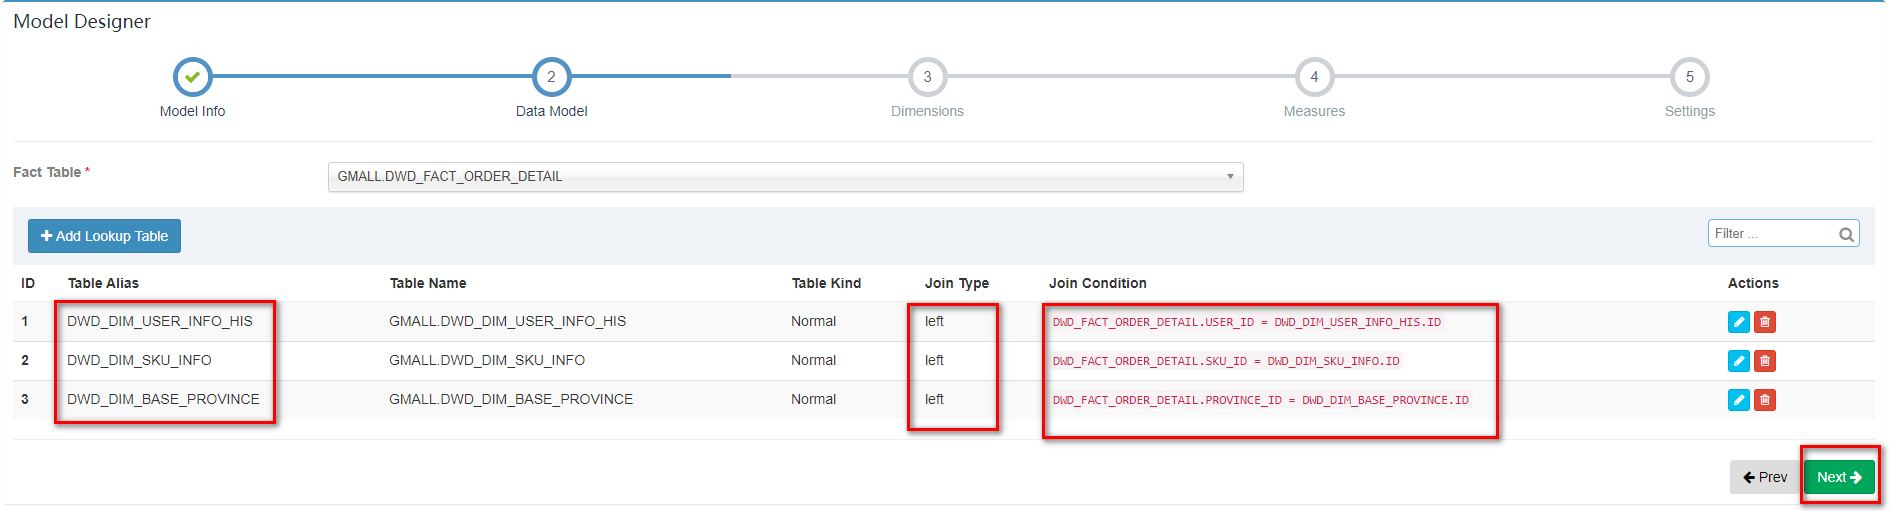 Model Designer
2 3 4 5
Model Info Data Model Dimensions Measures Settings
Fact Table * GMALL.DWD_FACT_ORDER_DETAIL
Add Lookup Table Filter ...
ID Table Alias Table Name Table Kind Join Type Join Condition Actions
1 DWD_DIM_USER_INFO_HIS GMALL.DWD_DIM_USER_INFO_HIS Normal left DWD_FACT_ORDER_DETAIL.USER_ID = DWD_DIM_USER_INFO_HIS.ID
2 DWD_DIM_SKU_INFO GMALL.DWD_DIM_SKU_INFO Normal left DWD_FACT_ORDER_DETAIL.SKU_ID = DWD_DIM_SKU_INFO.ID
3 DWD_DIM_BASE_PROVINCE GMALL.DWD_DIM_BASE_PROVINCE Normal left DWD_FACT_ORDER_DETAIL.PROVINCE_ID = DWD_DIM_BASE_PROVINCE.ID
Prev Next